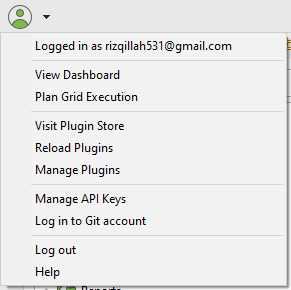 Logged in as rizqillah531@gmail.com
View Dashboard
Plan Grid Execution
Visit Plugin Store
Reload Plugins
Manage Plugins
Manage API Keys
Log in to Git account
Log out
Help